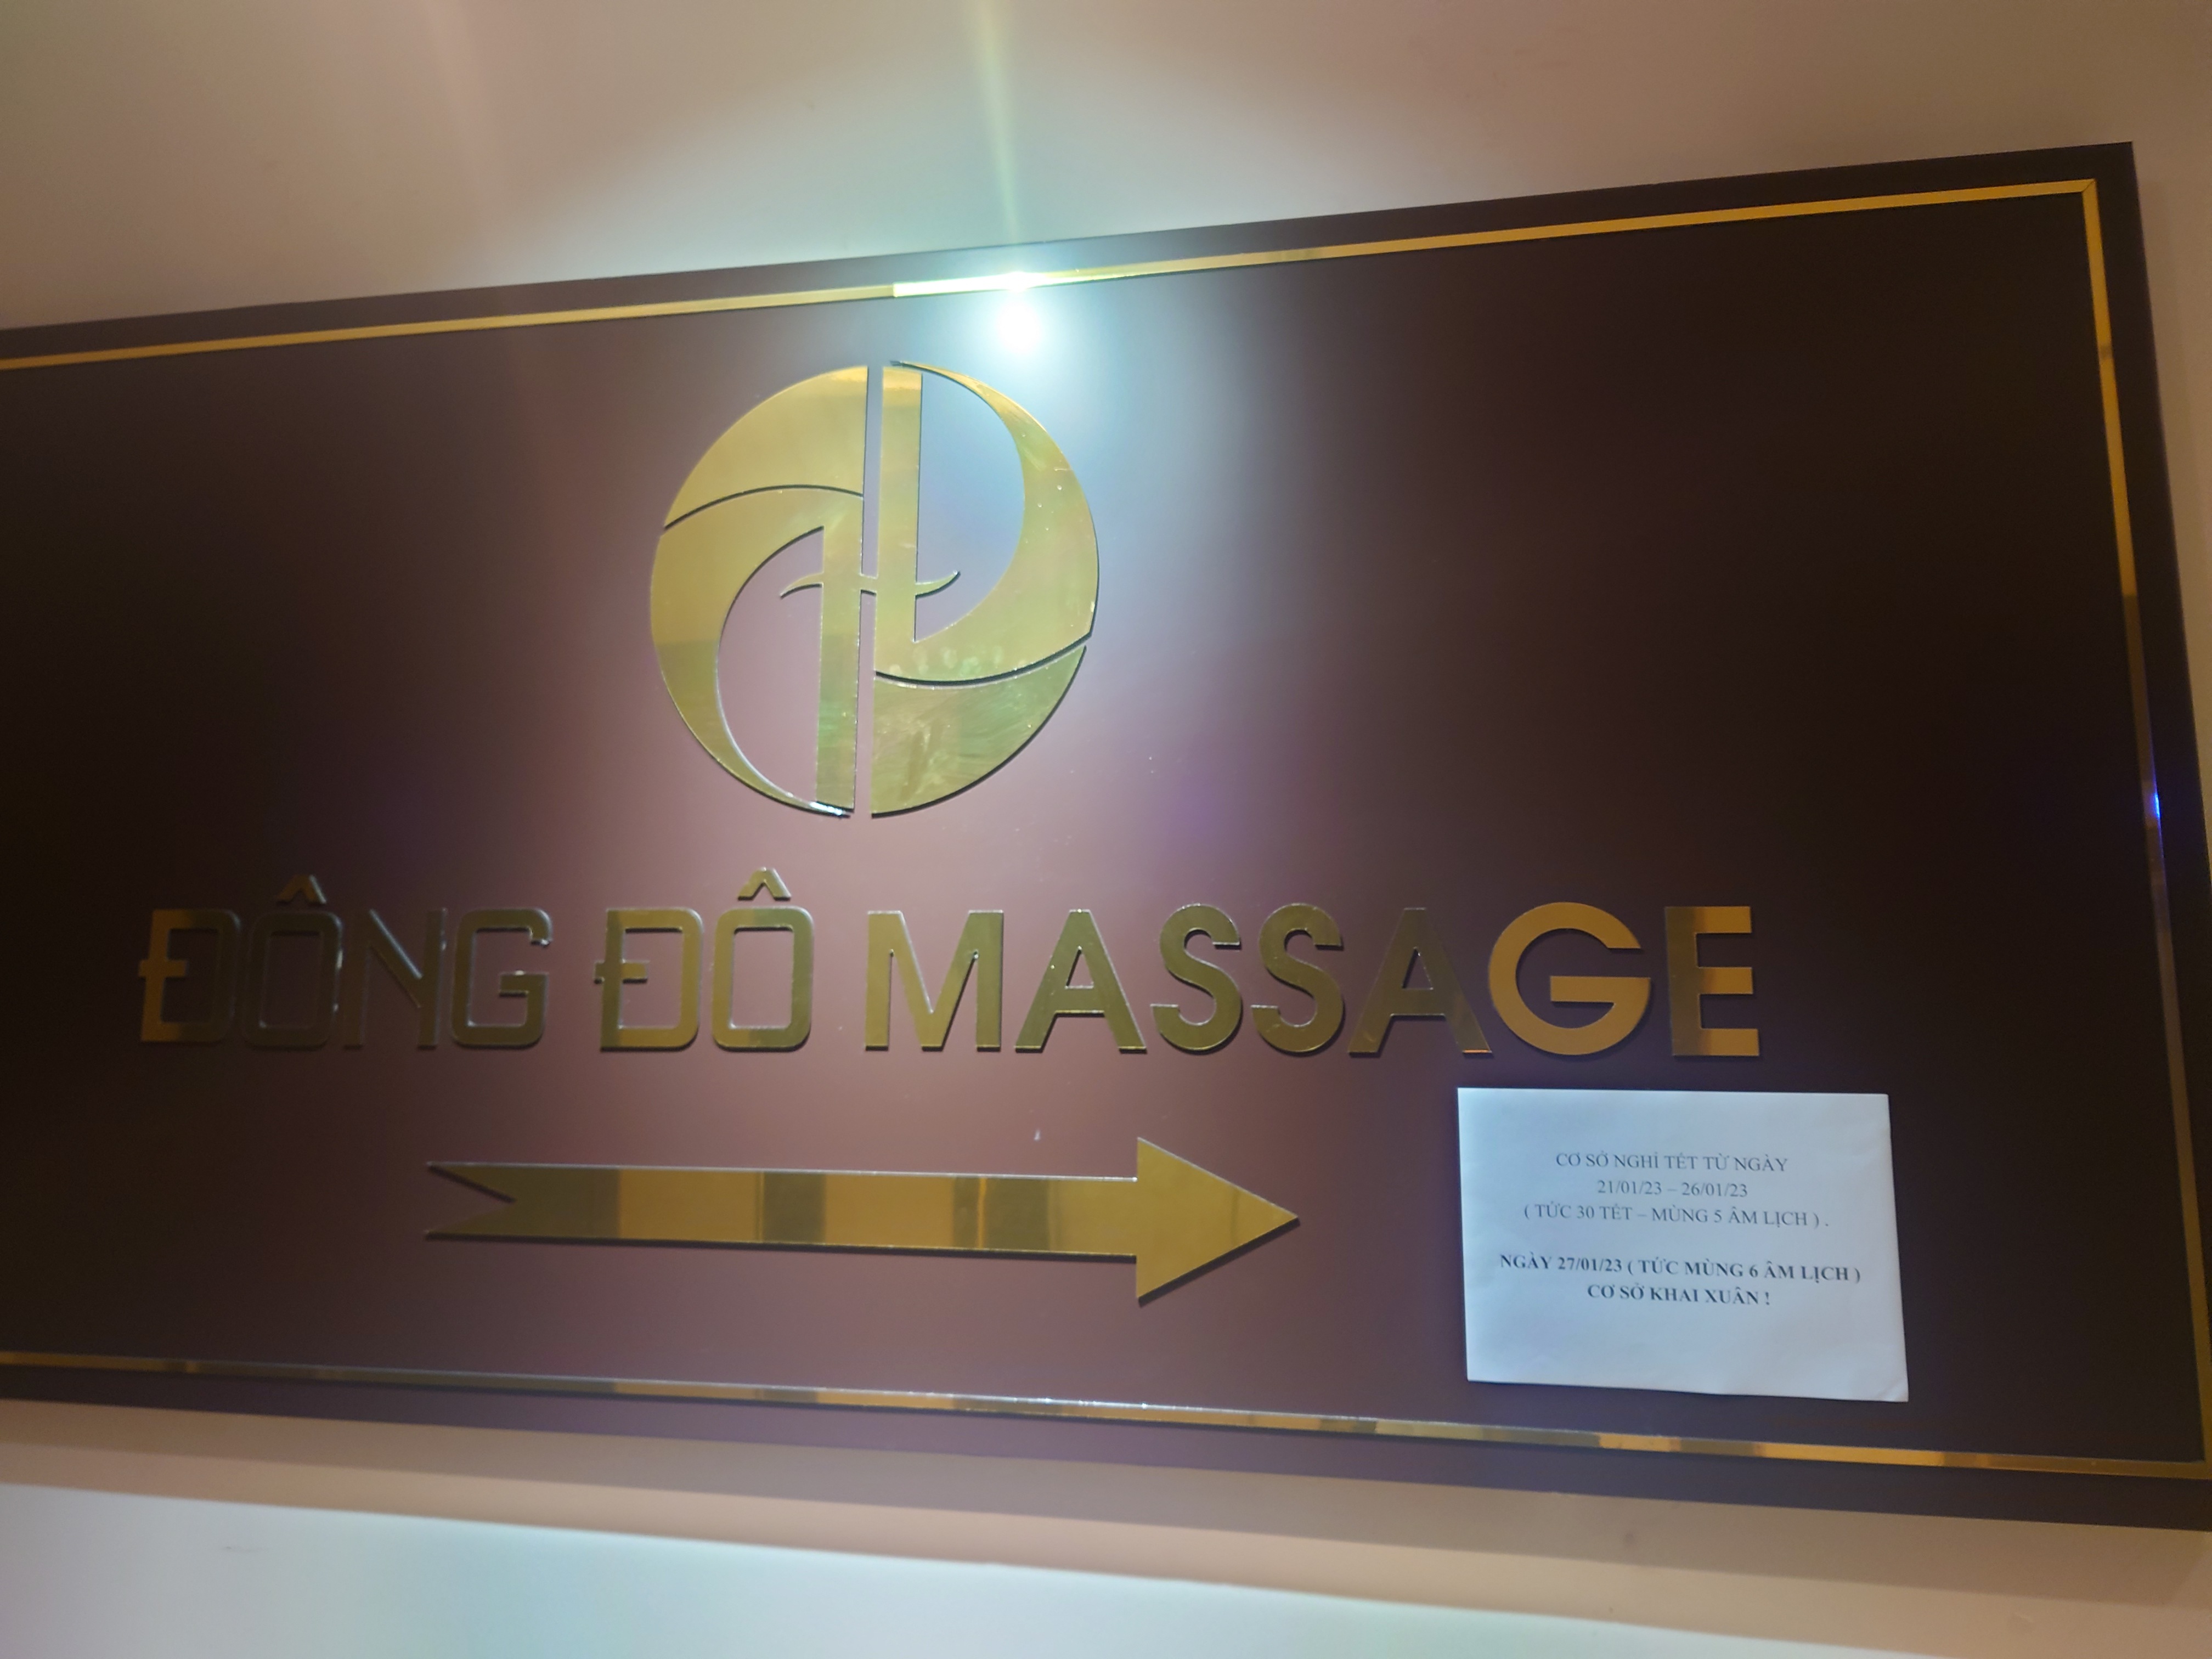 ĐÔNG ĐÔ MASSAGE
CƠ SỞ NGHỈ TẾT TỪ NGÀY
21/01/23 – 26/01/23
( TỨC 30 TẾT – MÙNG 5 ÂM LỊCH ) .
NGÀY 27/01/23 ( TỨC MÙNG 6 ÂM LỊCH )
CƠ SỞ KHAI XUÂN !